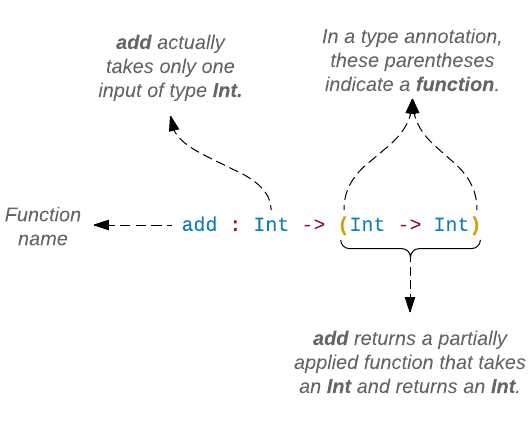 add actually
takes only one
input of type Int.
In a type annotation,
these parentheses
indicate a function.
Function
name
add : Int -> (Int -> Int)
add returns a partially
applied function that takes
an Int and returns an Int.